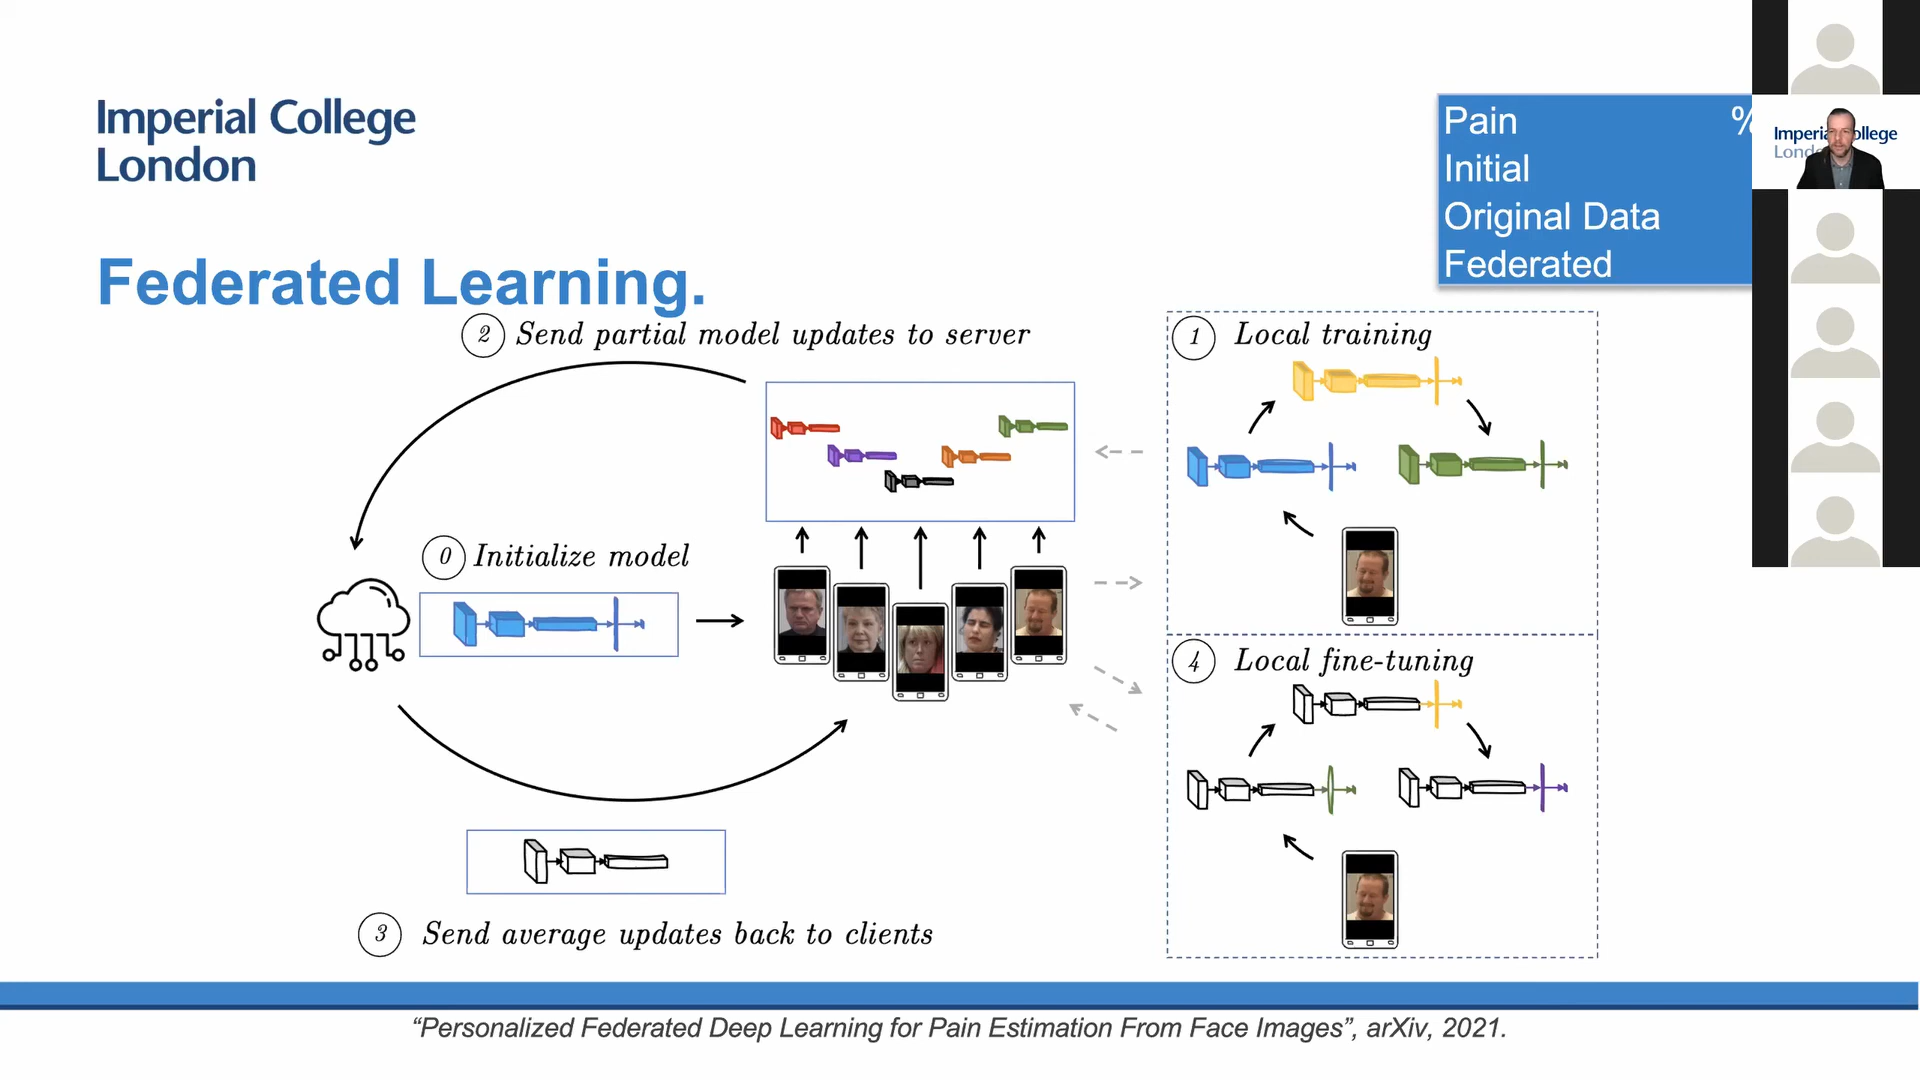 Imperial College
London
Pain %
Initial
Original Data
Federated
Imperial College
Federated Learning.
2 Send partial model updates to server
1 Local training
0 Initialize model
4 Local fine-tuning
3 Send average updates back to clients
“Personalized Federated Deep Learning for Pain Estimation From Face Images”, arXiv, 2021.